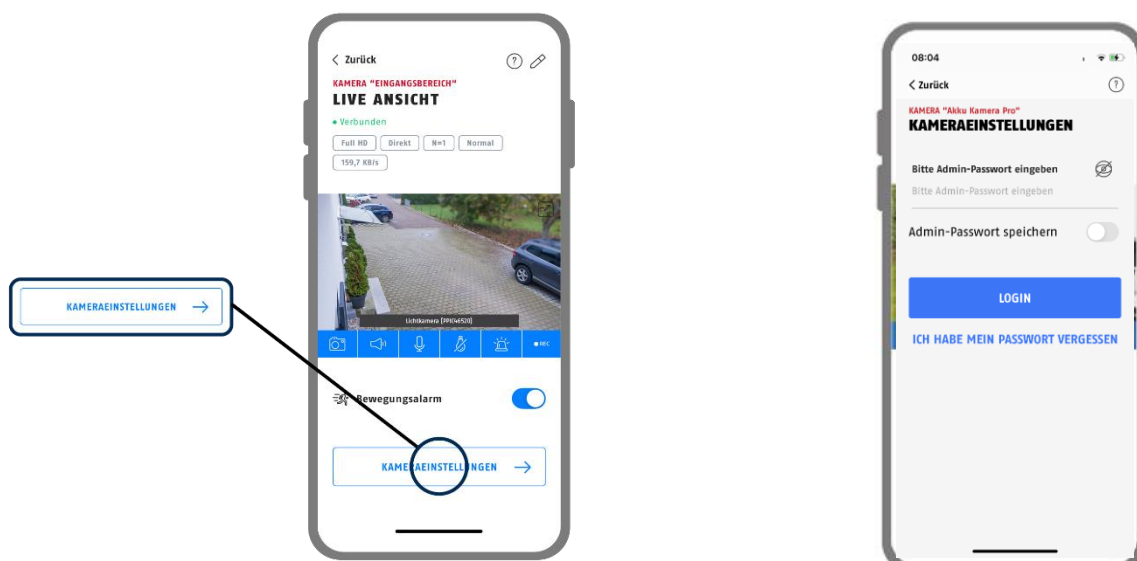 KAMERAEINSTELLUNGEN
Zurück
KAMERA "EINGANGSBEREICH"
LIVE ANSICHT
Verbunden
Full HD Direkt N=1 Normal
159,7 KB/s
Lichtkamera [PPIC46520]
REC
Bewegungsalarm
KAMERAEINSTELLUNGEN
08:04
Zurück
KAMERA "Akku Kamera Pro"
KAMERAEINSTELLUNGEN
Bitte Admin-Passwort eingeben
Bitte Admin-Passwort eingeben
Admin-Passwort speichern
LOGIN
ICH HABE MEIN PASSWORT VERGESSEN